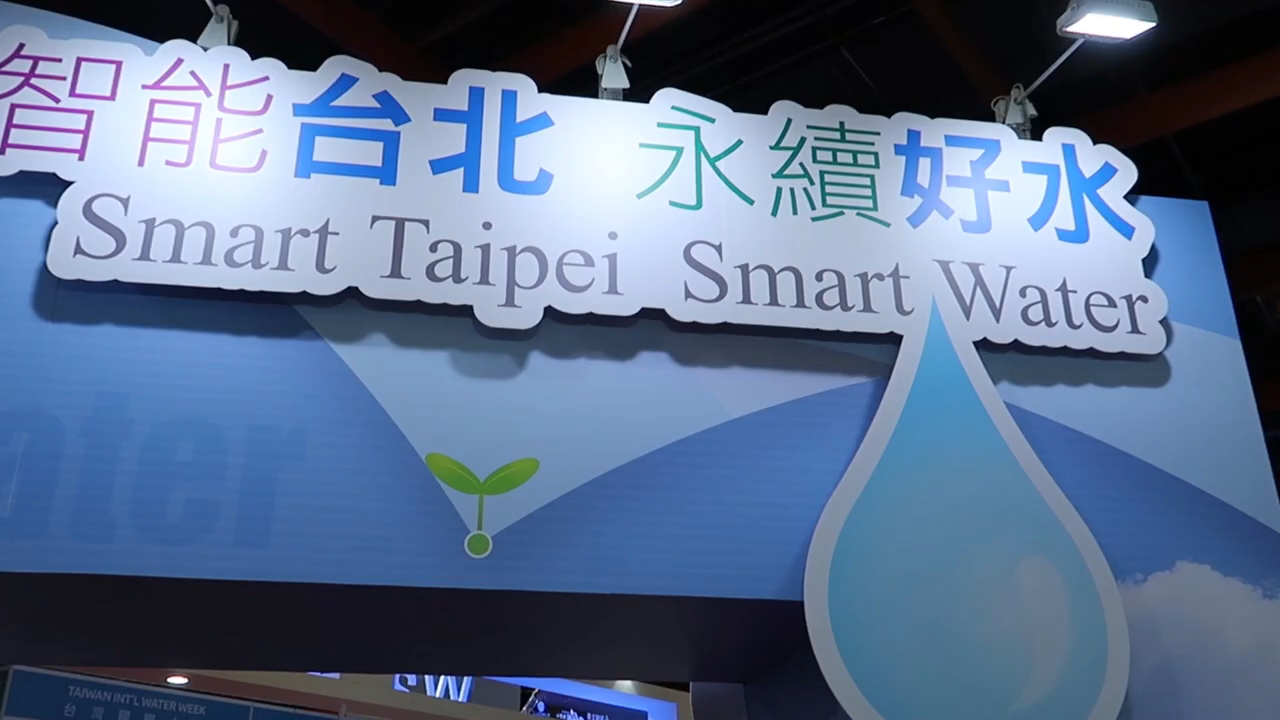 智能台北 永續好水
Smart Taipei Smart Water
TAIWAN INT'L WATER WEEK